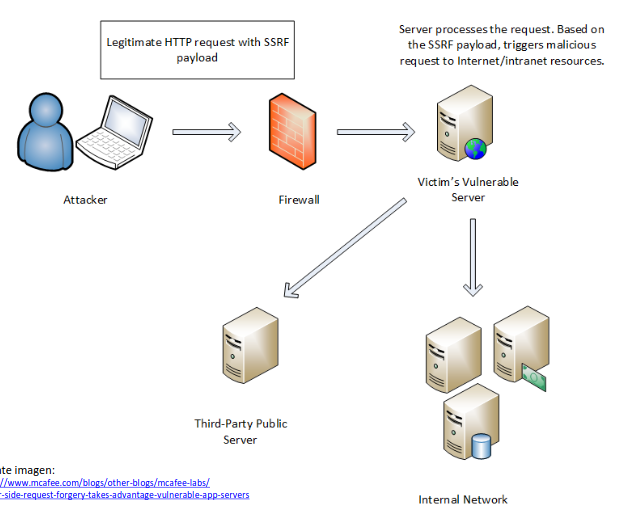 Legitimate HTTP request with SSRF
payload
Server processes the request. Based on
the SSRF payload, triggers malicious
request to Internet/intranet resources.
Attacker
Firewall
Victim's Vulnerable
Server
Third-Party Public
Server
Internal Network
imagen:
//www.mcafee.com/blogs/other-blogs/mcafee-labs/
-side-request-forgery-takes-advantage-vulnerable-app-servers